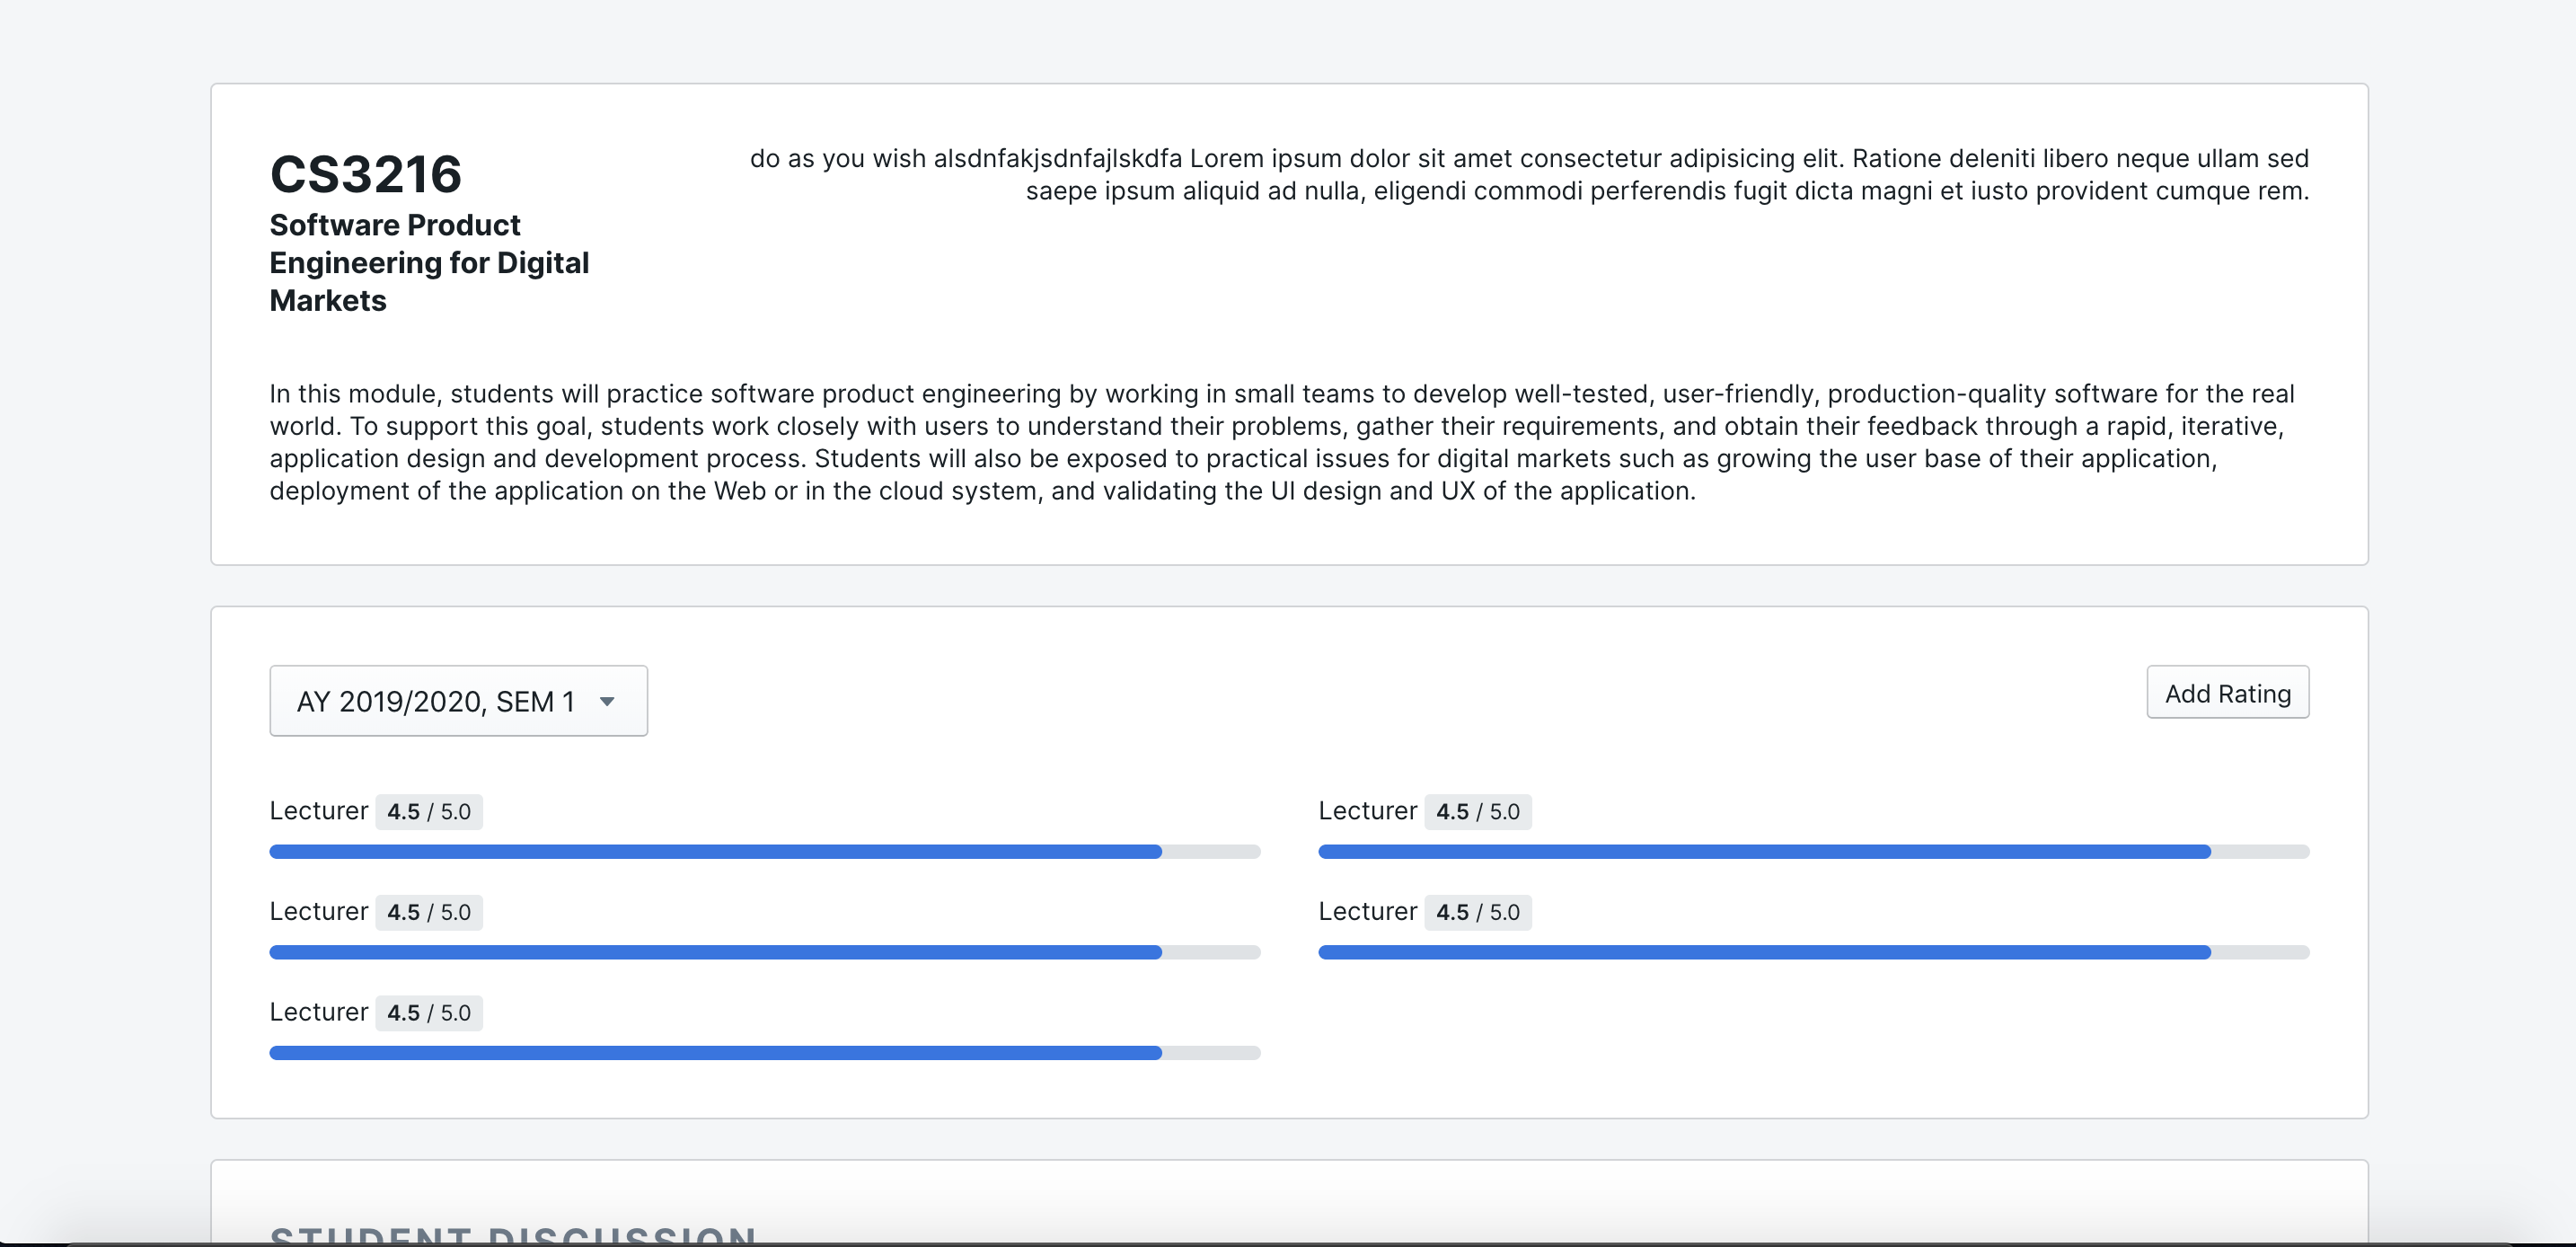 CS3216
Software Product
Engineering for Digital
Markets
do as you wish alsdnfakjsdnfajlskdfa Lorem ipsum dolor sit amet consectetur adipisicing elit. Ratione deleniti libero neque ullam sed
saepe ipsum aliquid ad nulla, eligendi commodi perferendis fugit dicta magni et iusto provident cumque rem.
In this module, students will practice software product engineering by working in small teams to develop well-tested, user-friendly, production-quality software for the real
world. To support this goal, students work closely with users to understand their problems, gather their requirements, and obtain their feedback through a rapid, iterative,
application design and development process. Students will also be exposed to practical issues for digital markets such as growing the user base of their application,
deployment of the application on the Web or in the cloud system, and validating the UI design and UX of the application.
AY 2019/2020, SEM 1
Add Rating
Lecturer 4.5 / 5.0
Lecturer 4.5 / 5.0
Lecturer 4.5 / 5.0
Lecturer 4.5 / 5.0
Lecturer 4.5 / 5.0
STUDENT DISCUSSION